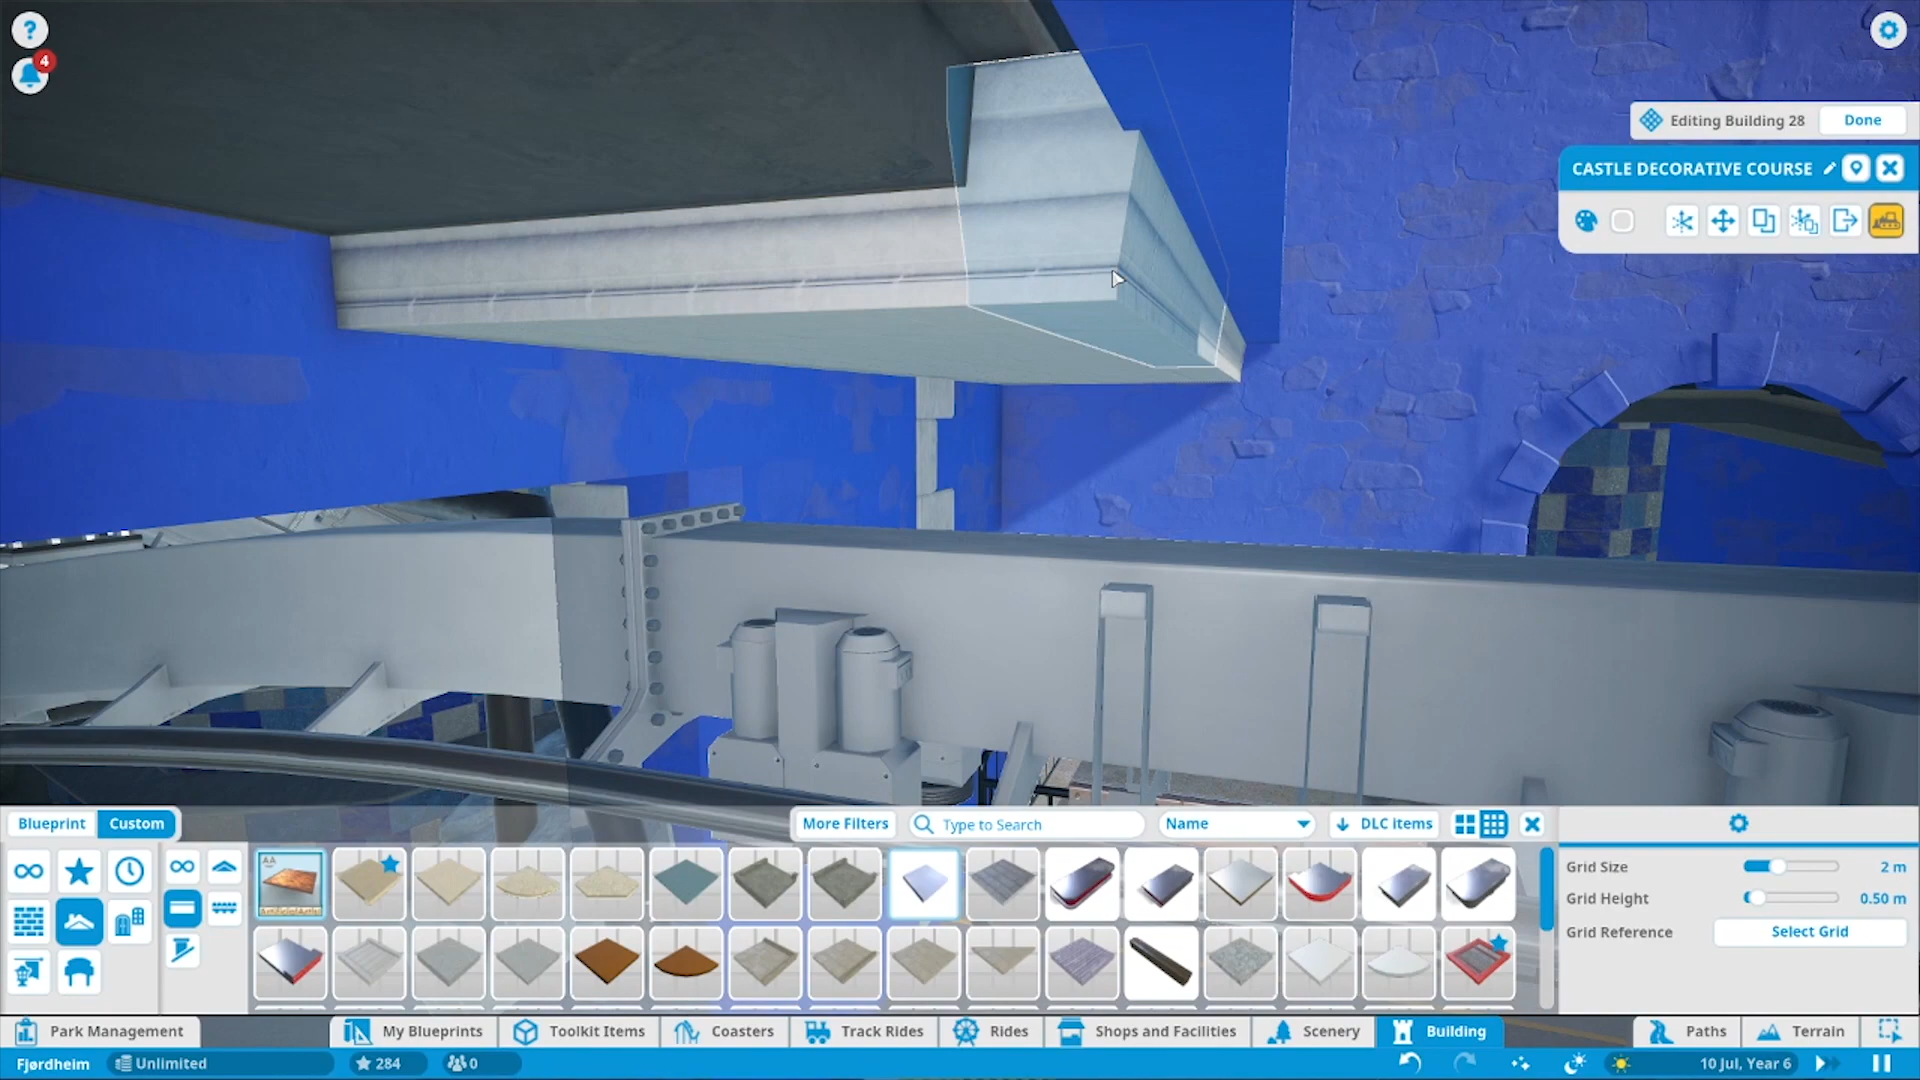 ?
4
Editing Building 28
Done
CASTLE DECORATIVE COURSE
Blueprint
Custom
More Filters
Type to Search
Name
DLC items
AA
Grid Size
2 m
Grid Height
0.50 m
Grid Reference
Select Grid
Park Management
My Blueprints
Toolkit Items
Coasters
Track Rides
Rides
Shops and Facilities
Scenery
Building
Paths
Terrain
Fjørdheim
Unlimited
284
0
10 Jul, Year 6